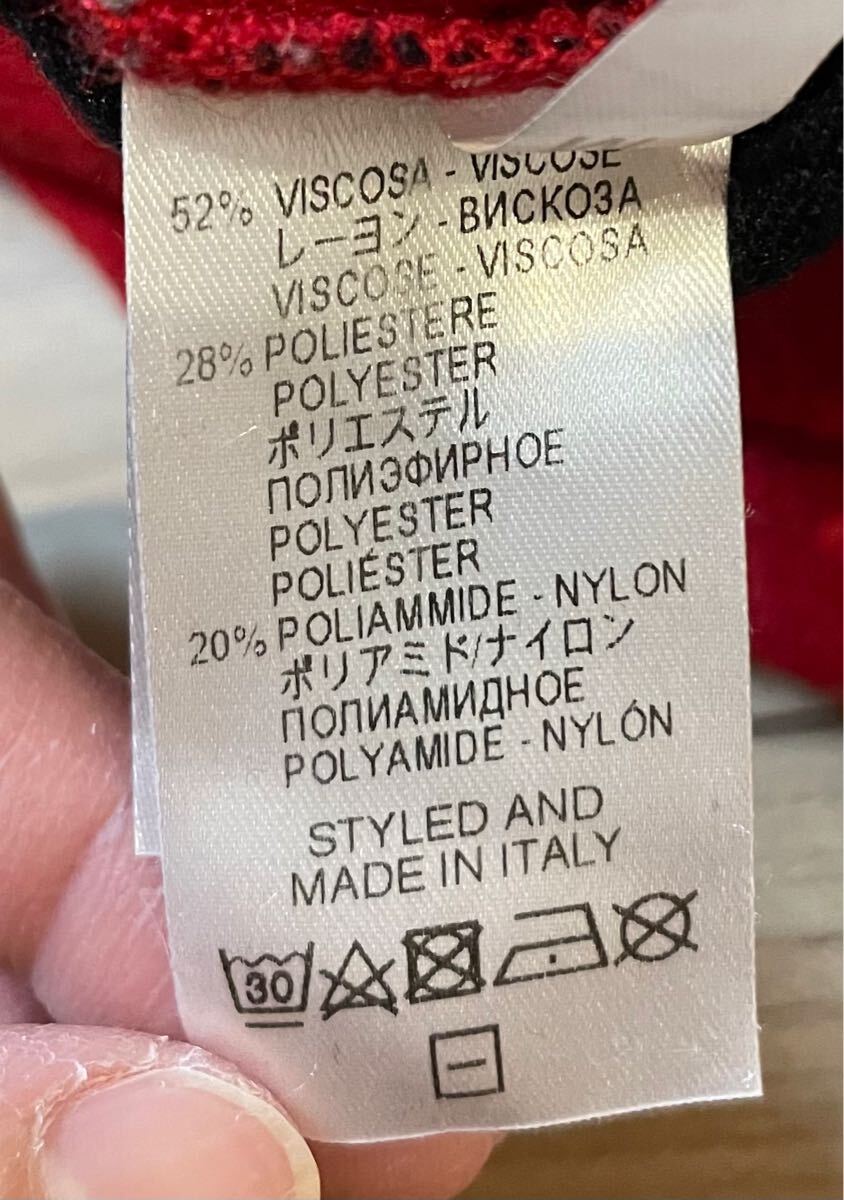 52% VISCOSA - VISCOSE
レーヨン - ВИСКОЗА
VISCOSE - VISCOSA
28% POLIESTERE
POLYESTER
ポリエステル
ПОЛИЭФИРНОЕ
POLYESTER
POLIÉSTER
20% POLIAMMIDE - NYLON
ポリアミド/ナイロン
ПОЛИАМИДНОЕ
POLYAMIDE - NYLÓN
STYLED AND
MADE IN ITALY
30